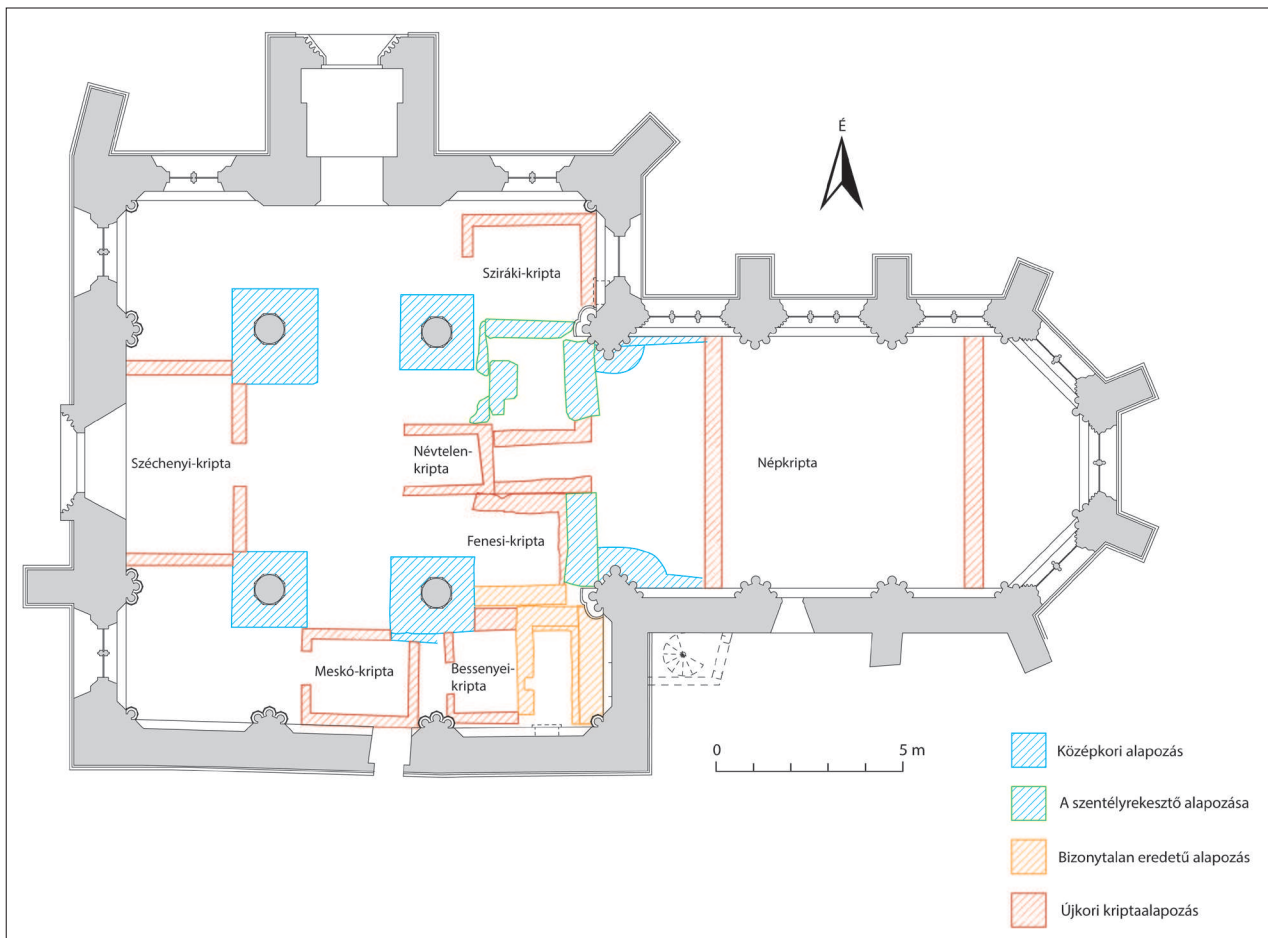 É
Sziráki-kripta
Széchenyi-kripta
Névtelen-
kripta
Népkripta
Fenesi-kripta
Meskó-kripta
Bessenyei-
kripta
0
5 m
Középkori alapozás
A szentélyrekesztő alapozása
Bizonytalan eredetű alapozás
Újkori kriptaalapozás